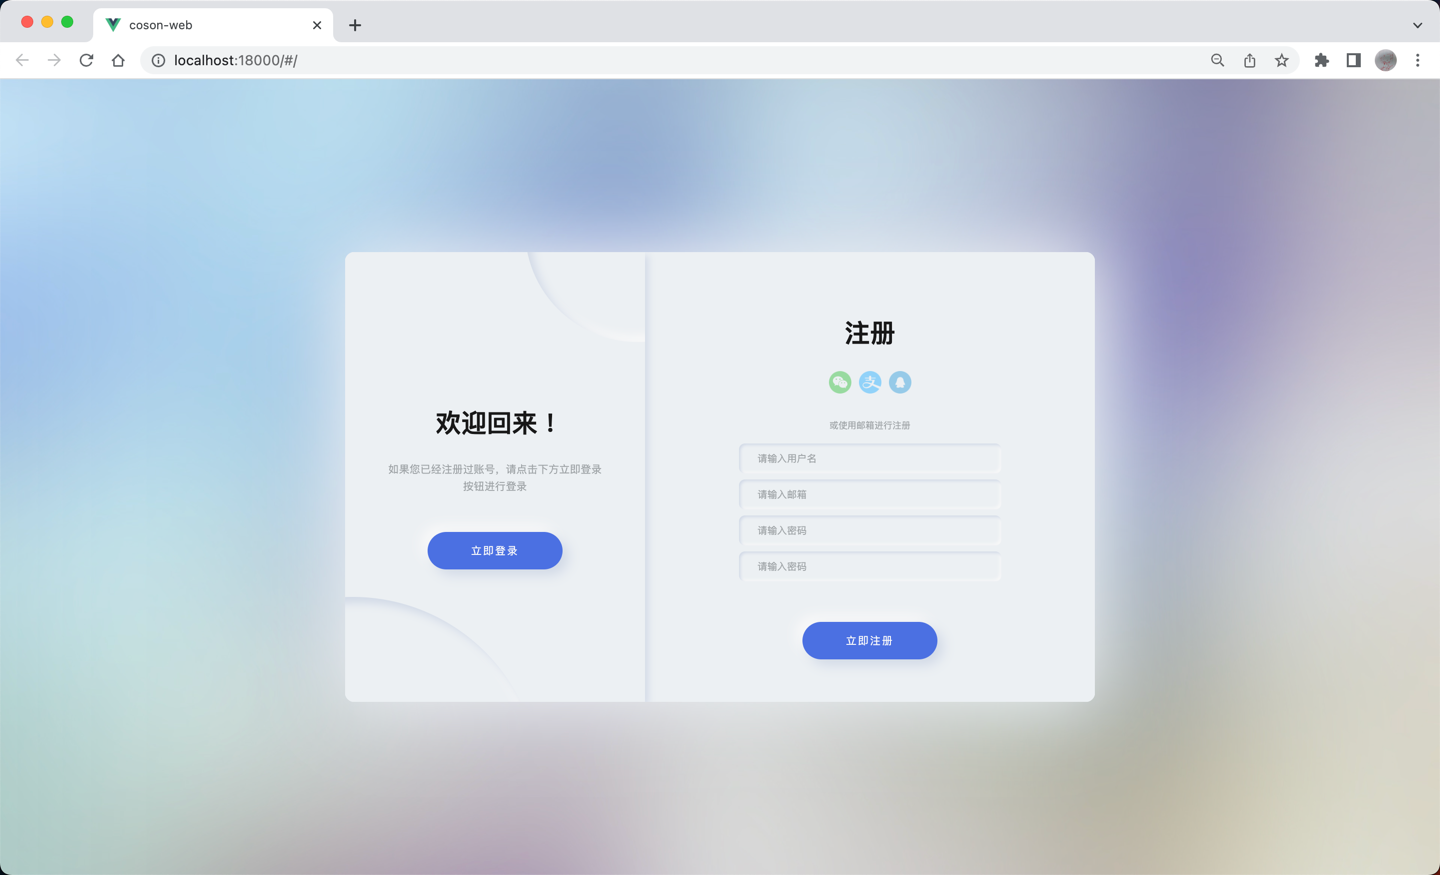 coson-web
localhost:18000/#/
欢迎回来！
如果您已经注册过账号，请点击下方立即登录
按钮进行登录
立即登录
注册
或使用邮箱进行注册
请输入用户名
请输入邮箱
请输入密码
请输入密码
立即注册